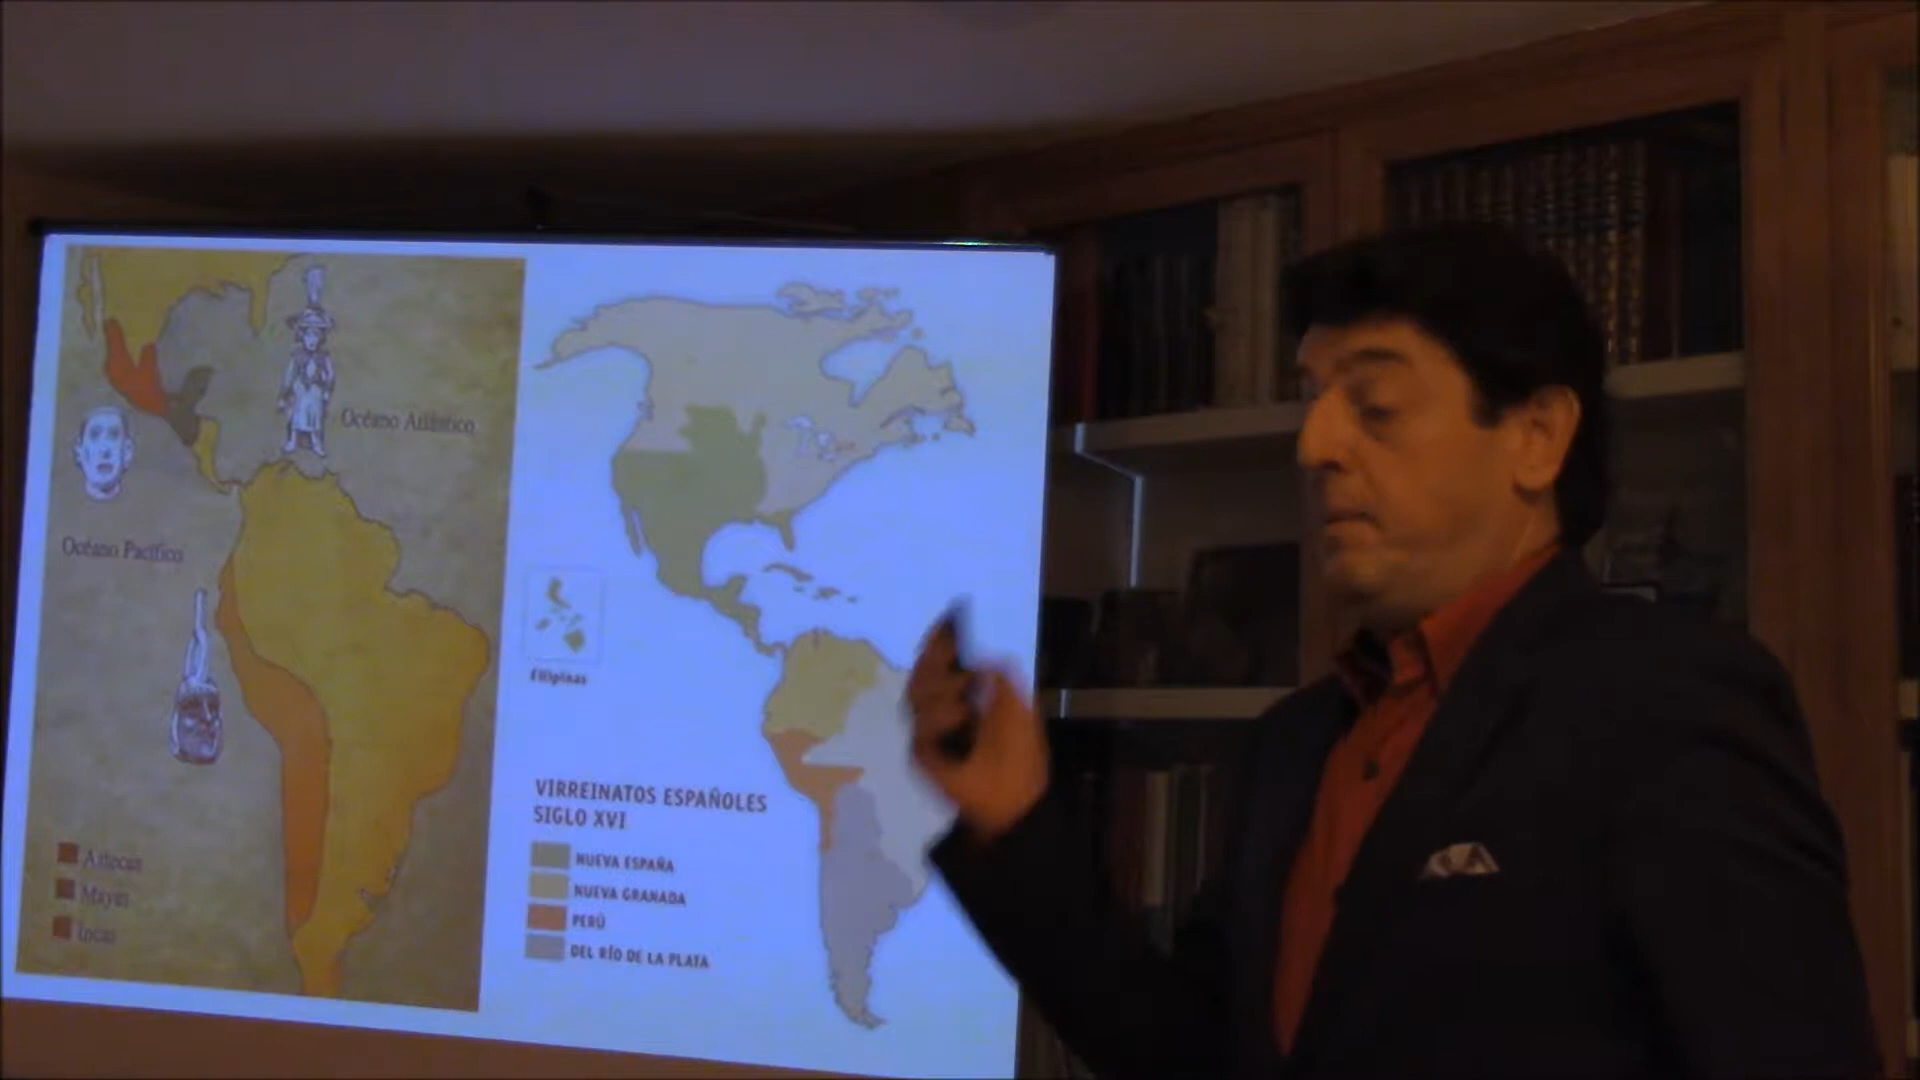 Océano Atlántico
Océano Pacífico
Aztecas
Mayas
Incas
Filipinas
VIRREINATOS ESPAÑOLES
SIGLO XVI
NUEVA ESPAÑA
NUEVA GRANADA
PERÚ
DEL RÍO DE LA PLATA